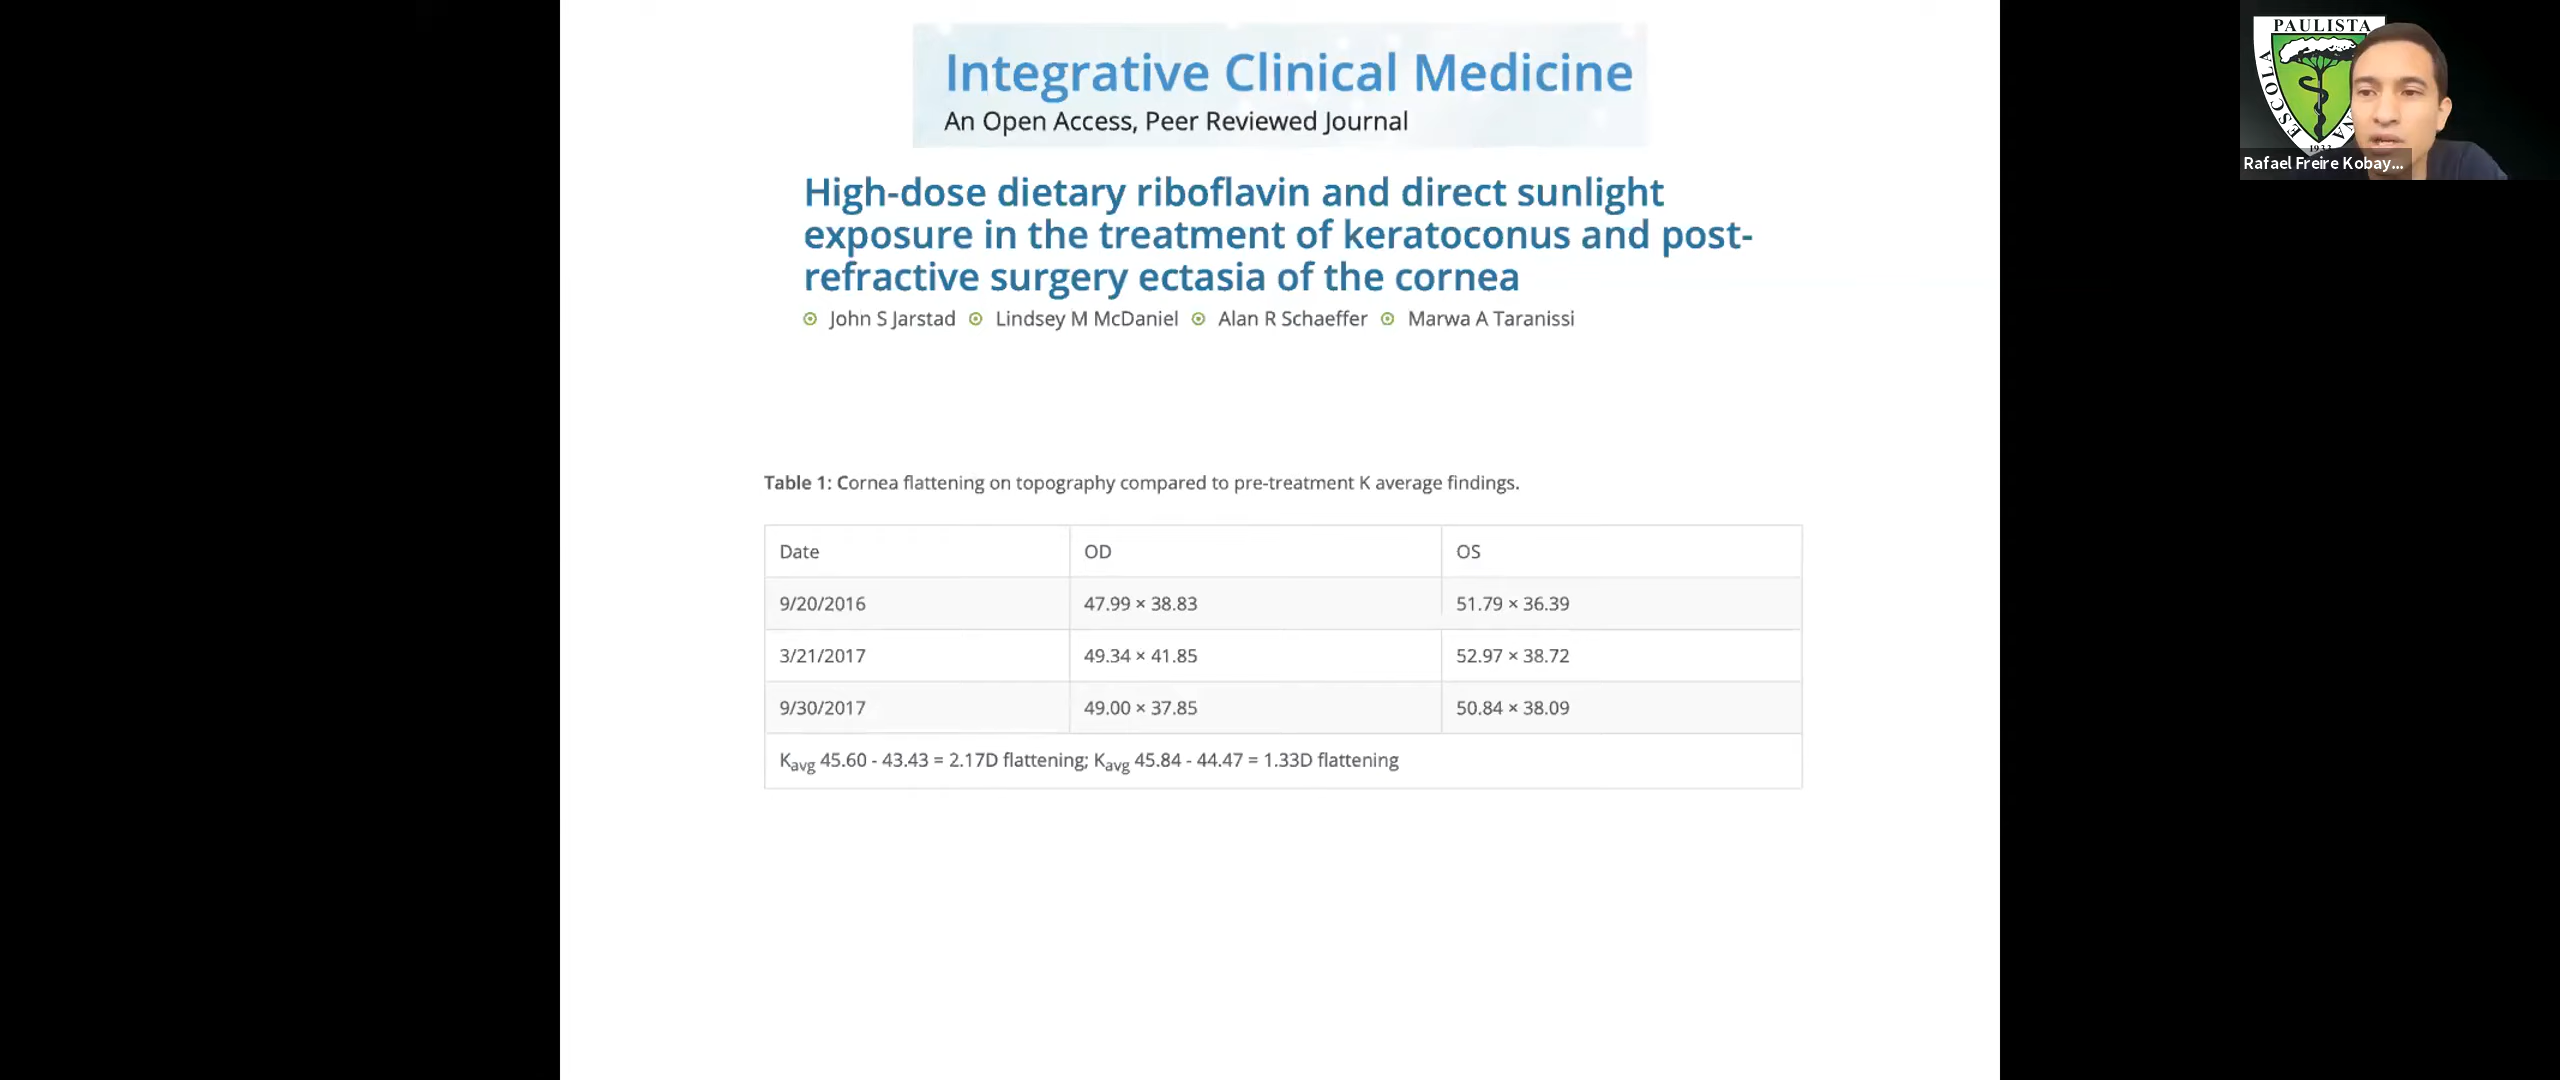 Integrative Clinical Medicine
An Open Access, Peer Reviewed Journal
High-dose dietary riboflavin and direct sunlight
exposure in the treatment of keratoconus and post-
refractive surgery ectasia of the cornea
John S Jarstad Lindsey M McDaniel Alan R Schaeffer Marwa A Taranissi
Table 1: Cornea flattening on topography compared to pre-treatment K average findings.
Date OD OS
9/20/2016 47.99 × 38.83 51.79 × 36.39
3/21/2017 49.34 × 41.85 52.97 × 38.72
9/30/2017 49.00 × 37.85 50.84 × 38.09
Kavg 45.60 - 43.43 = 2.17D flattening; Kavg 45.84 - 44.47 = 1.33D flattening
PAULISTA
ESCOLA
1933
Rafael Freire Kobay...